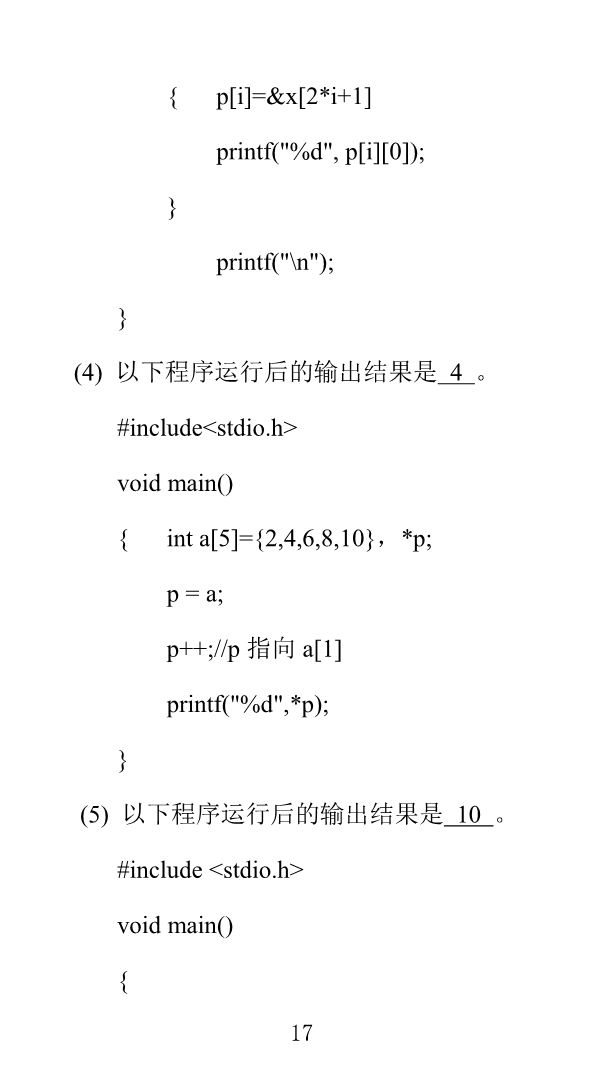 { p[i]=&x[2*i+1]
printf("%d", p[i][0]);
}
printf("\n");
}
(4) 以下程序运行后的输出结果是 4 。
#include<stdio.h>
void main()
{ int a[5]={2,4,6,8,10}，*p;
p = a;
p++;//p 指向 a[1]
printf("%d",*p);
}
(5) 以下程序运行后的输出结果是 10 。
#include <stdio.h>
void main()
{
17